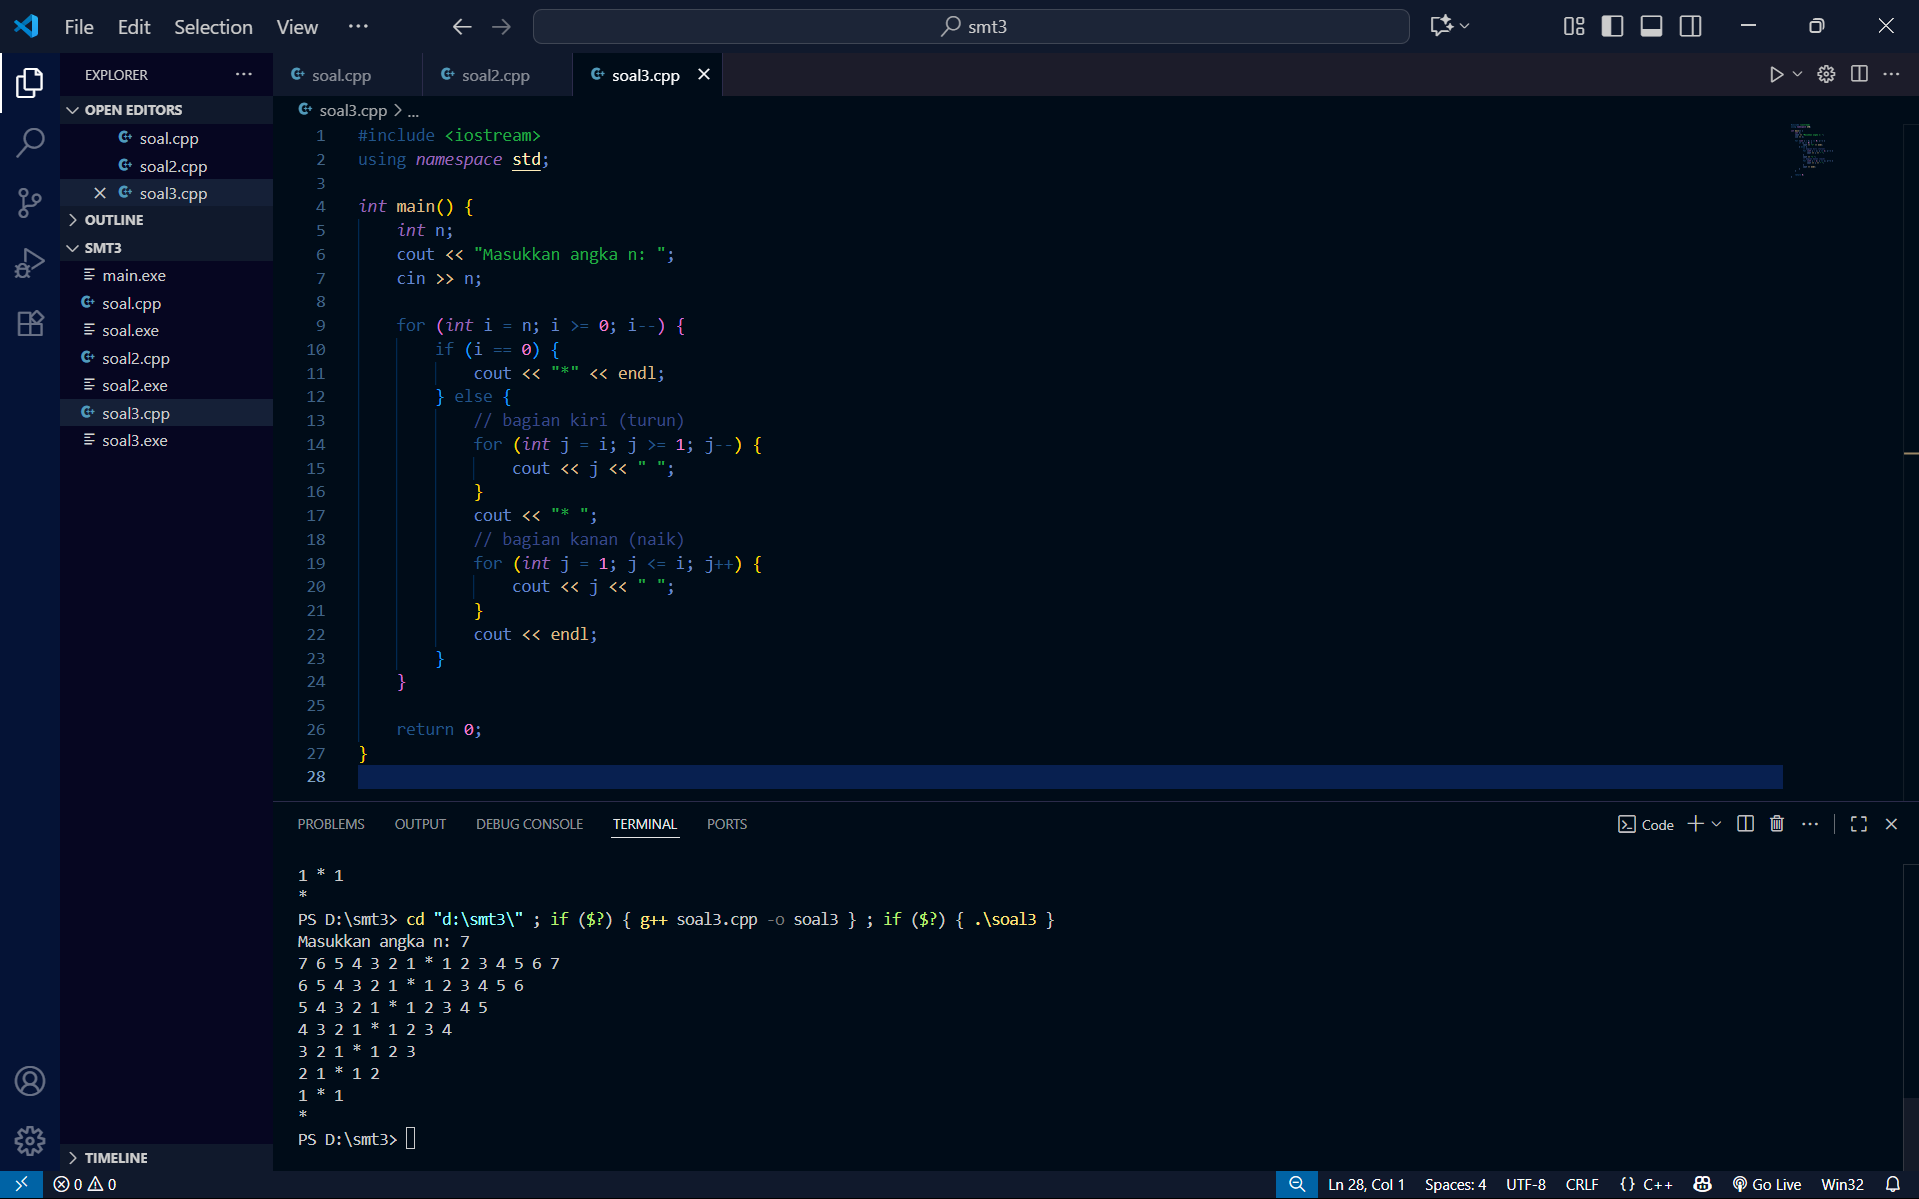 File Edit Selection View ··· smt3
EXPLORER ···
OPEN EDITORS
soal.cpp
soal2.cpp
soal3.cpp
OUTLINE
SMT3
main.exe
soal.cpp
soal.exe
soal2.cpp
soal2.exe
soal3.cpp
soal3.exe
TIMELINE
soal.cpp soal2.cpp soal3.cpp
soal3.cpp > ...
1 #include <iostream>
2 using namespace std;
3
4 int main() {
5     int n;
6     cout << "Masukkan angka n: ";
7     cin >> n;
8
9     for (int i = n; i >= 0; i--) {
10         if (i == 0) {
11             cout << "*" << endl;
12         } else {
13             // bagian kiri (turun)
14             for (int j = i; j >= 1; j--) {
15                 cout << j << " ";
16             }
17             cout << "* ";
18             // bagian kanan (naik)
19             for (int j = 1; j <= i; j++) {
20                 cout << j << " ";
21             }
22             cout << endl;
23         }
24     }
25
26     return 0;
27 }
28
PROBLEMS OUTPUT DEBUG CONSOLE TERMINAL PORTS Code
1 * 1
*
PS D:\smt3> cd "d:\smt3\" ; if ($?) { g++ soal3.cpp -o soal3 } ; if ($?) { .\soal3 }
Masukkan angka n: 7
7 6 5 4 3 2 1 * 1 2 3 4 5 6 7
6 5 4 3 2 1 * 1 2 3 4 5 6
5 4 3 2 1 * 1 2 3 4 5
4 3 2 1 * 1 2 3 4
3 2 1 * 1 2 3
2 1 * 1 2
1 * 1
*
PS D:\smt3>
0 0 Ln 28, Col 1 Spaces: 4 UTF-8 CRLF {} C++ Go Live Win32